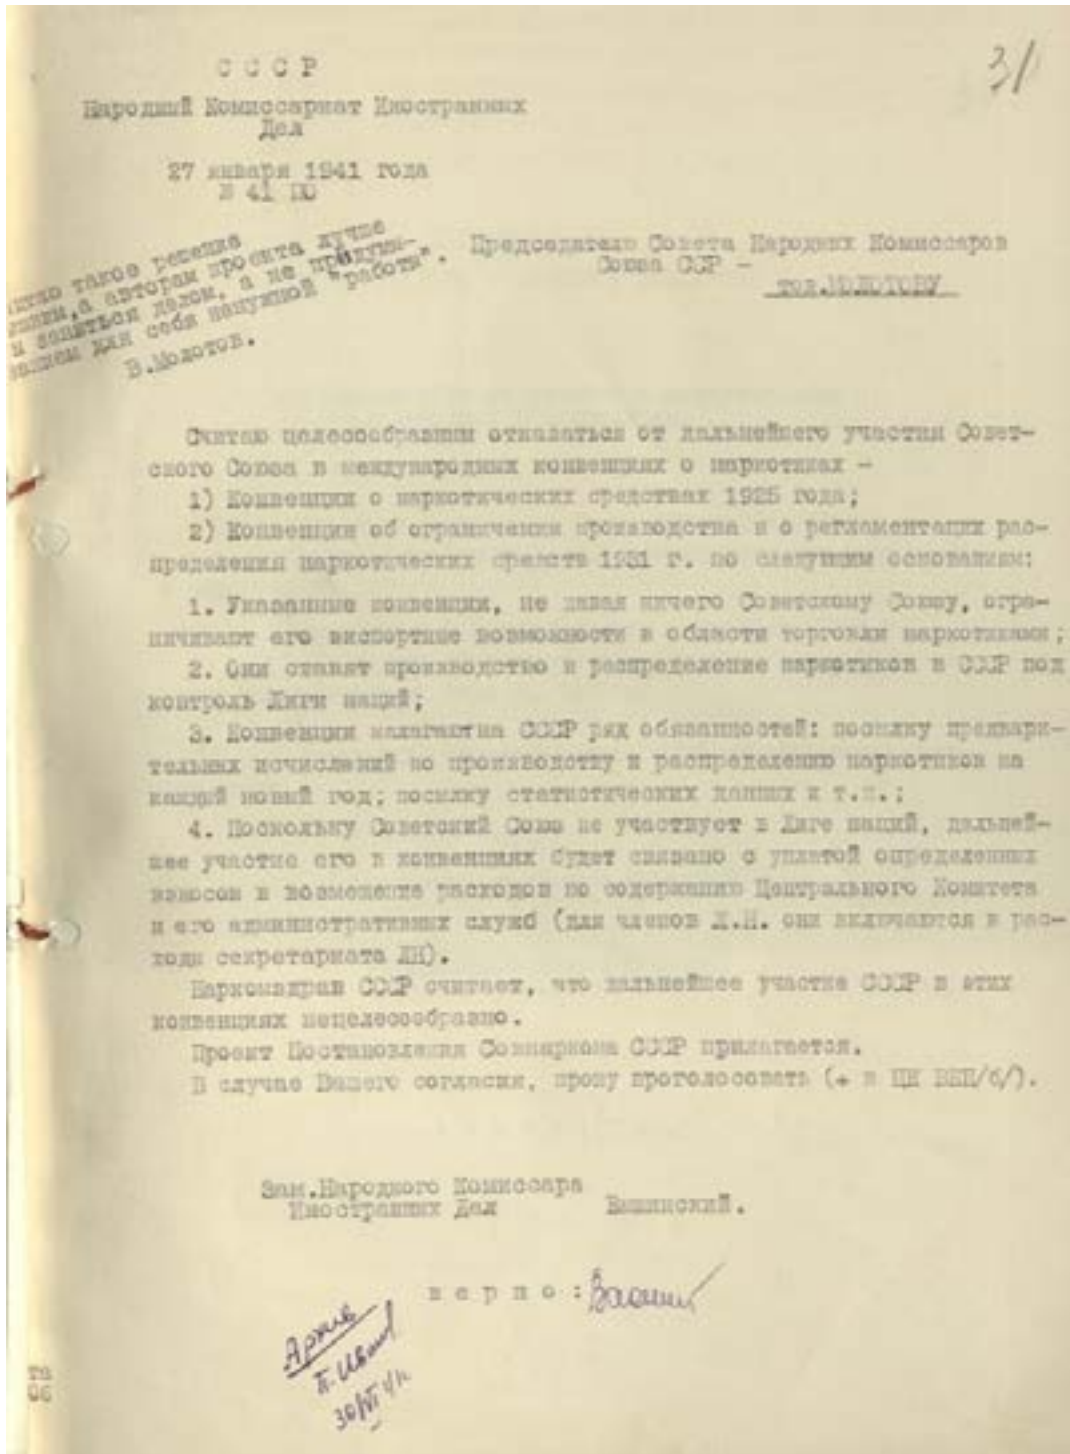 31
С С С Р
Народный Комиссариат Иностранных
Дел
27 января 1941 года
№ 41 ПО
такое решение
а авторам проекта лучше
заняться делом, а не придумы-
ванием для себя ненужной "работы".
В.Молотов.
Председателю Совета Народных Комиссаров
Союза ССР -
тов.МОЛОТОВУ
Считаю целесообразным отказаться от дальнейшего участия Совет-
ского Союза в международных конвенциях о наркотиках -
1) Конвенции о наркотических средствах 1925 года;
2) Конвенции об ограничении производства и о регламентации рас-
пределения наркотических средств 1931 г. по следующим основаниям:
1. Указанные конвенции, не давая ничего Советскому Союзу, огра-
ничивают его экспортные возможности в области торговли наркотиками;
2. Они ставят производство и распределение наркотиков в СССР под
контроль Лиги наций;
3. Конвенции налагают на СССР ряд обязанностей: посылку предвари-
тельных исчислений по производству и распределению наркотиков на
каждый новый год; посылку статистических данных и т.п.;
4. Поскольку Советский Союз не участвует в Лиге наций, дальней-
шее участие его в конвенциях будет связано с уплатой определенных
взносов в возмещение расходов по содержанию Центрального Комитета
и его административных служб (для членов Л.Н. они включаются в рас-
ходы секретариата ЛН).
Наркомздрав СССР считает, что дальнейшее участие СССР в этих
конвенциях нецелесообразно.
Проект Постановления Совнаркома СССР прилагается.
В случае Вашего согласия, прошу проголосовать (+ в ЦК ВКП/б/).
Зам.Народного Комиссара
Иностранных Дел Вышинский.
в е р н о :
Архив
30/VI 41
та
06